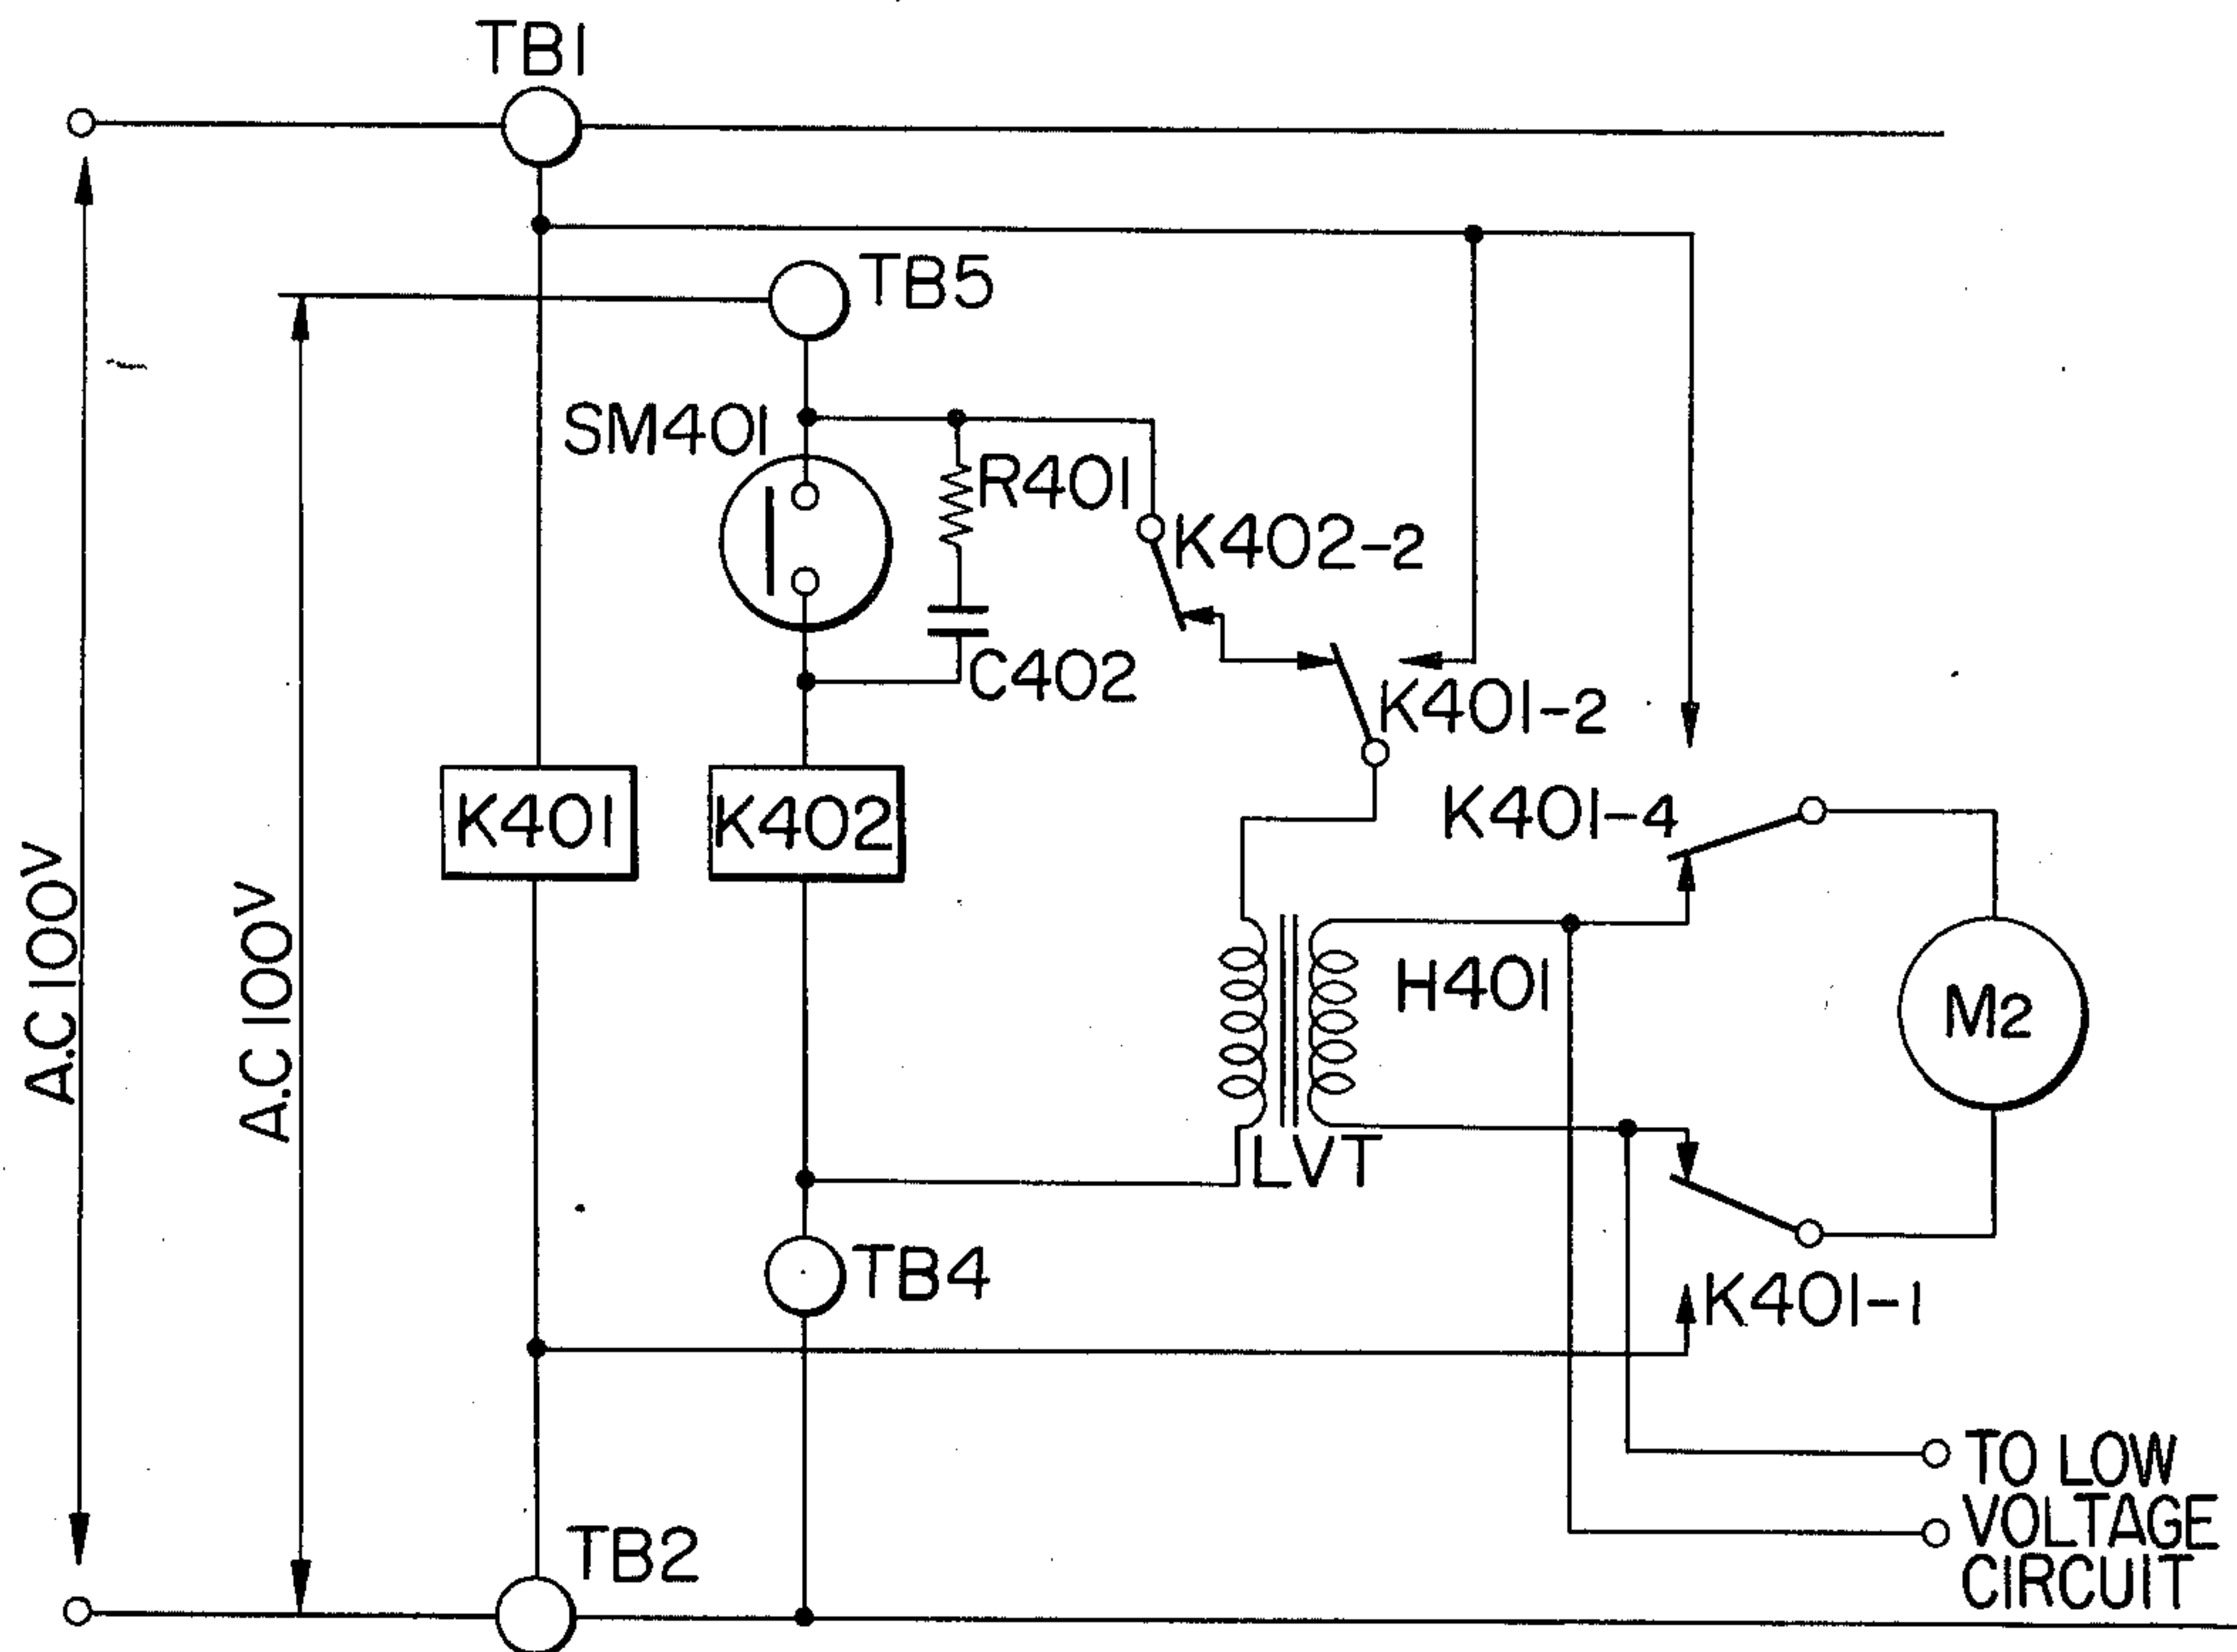 TB1
TB5
SM401
R401
K402-2
C402
K401-2
K401
K402
K401-4
A.C 100V
A.C 100V
H401
M2
LVT
TB4
K401-1
TO LOW
VOLTAGE
CIRCUIT
TB2